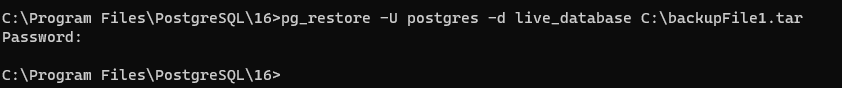 C:\Program Files\PostgreSQL\16>pg_restore -U postgres -d live_database C:\backupFile1.tar
Password:
C:\Program Files\PostgreSQL\16>